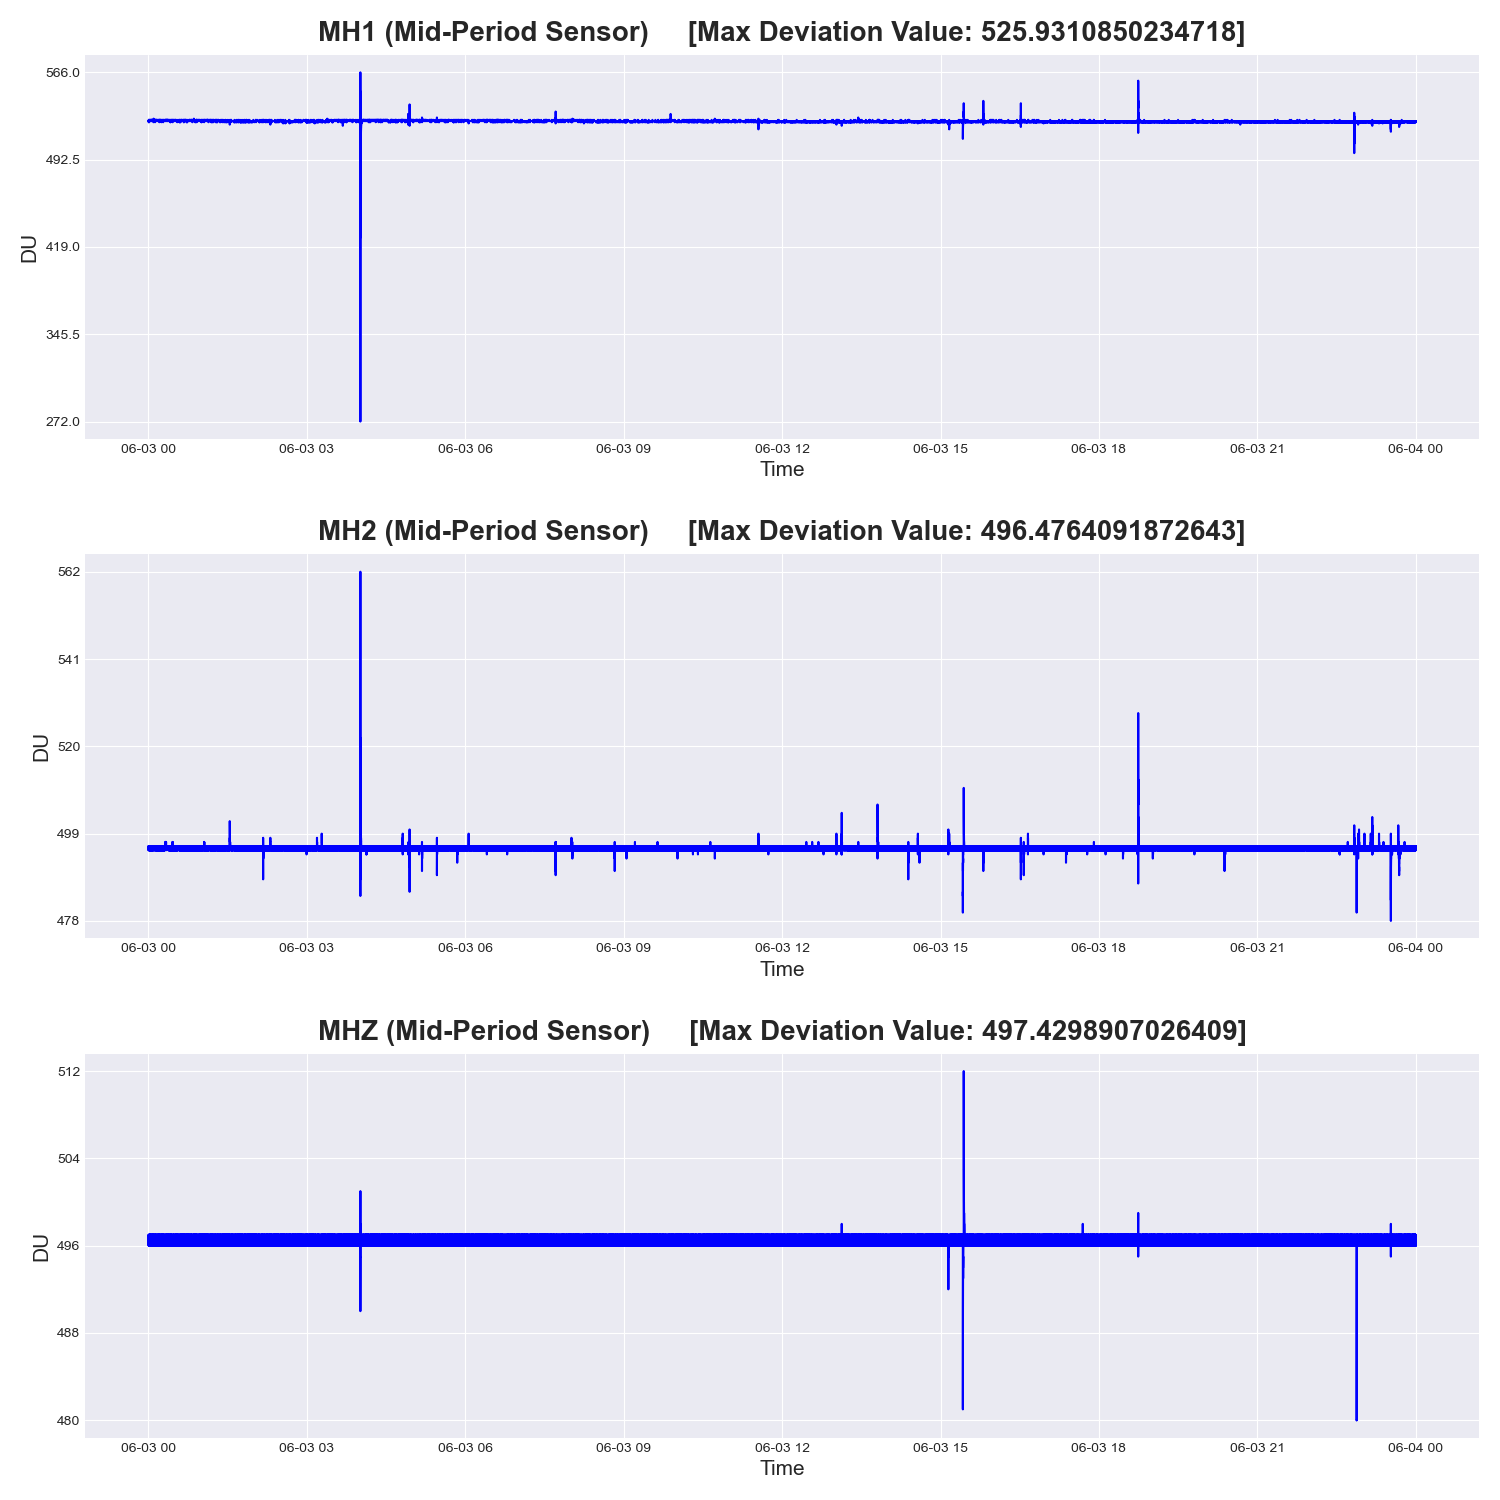 MH1 (Mid-Period Sensor) [Max Deviation Value: 525.9310850234718]
566.0
492.5
419.0
345.5
272.0
DU
06-03 00 06-03 03 06-03 06 06-03 09 06-03 12 06-03 15 06-03 18 06-03 21 06-04 00
Time
MH2 (Mid-Period Sensor) [Max Deviation Value: 496.4764091872643]
562
541
520
499
478
DU
06-03 00 06-03 03 06-03 06 06-03 09 06-03 12 06-03 15 06-03 18 06-03 21 06-04 00
Time
MHZ (Mid-Period Sensor) [Max Deviation Value: 497.4298907026409]
512
504
496
488
480
DU
06-03 00 06-03 03 06-03 06 06-03 09 06-03 12 06-03 15 06-03 18 06-03 21 06-04 00
Time